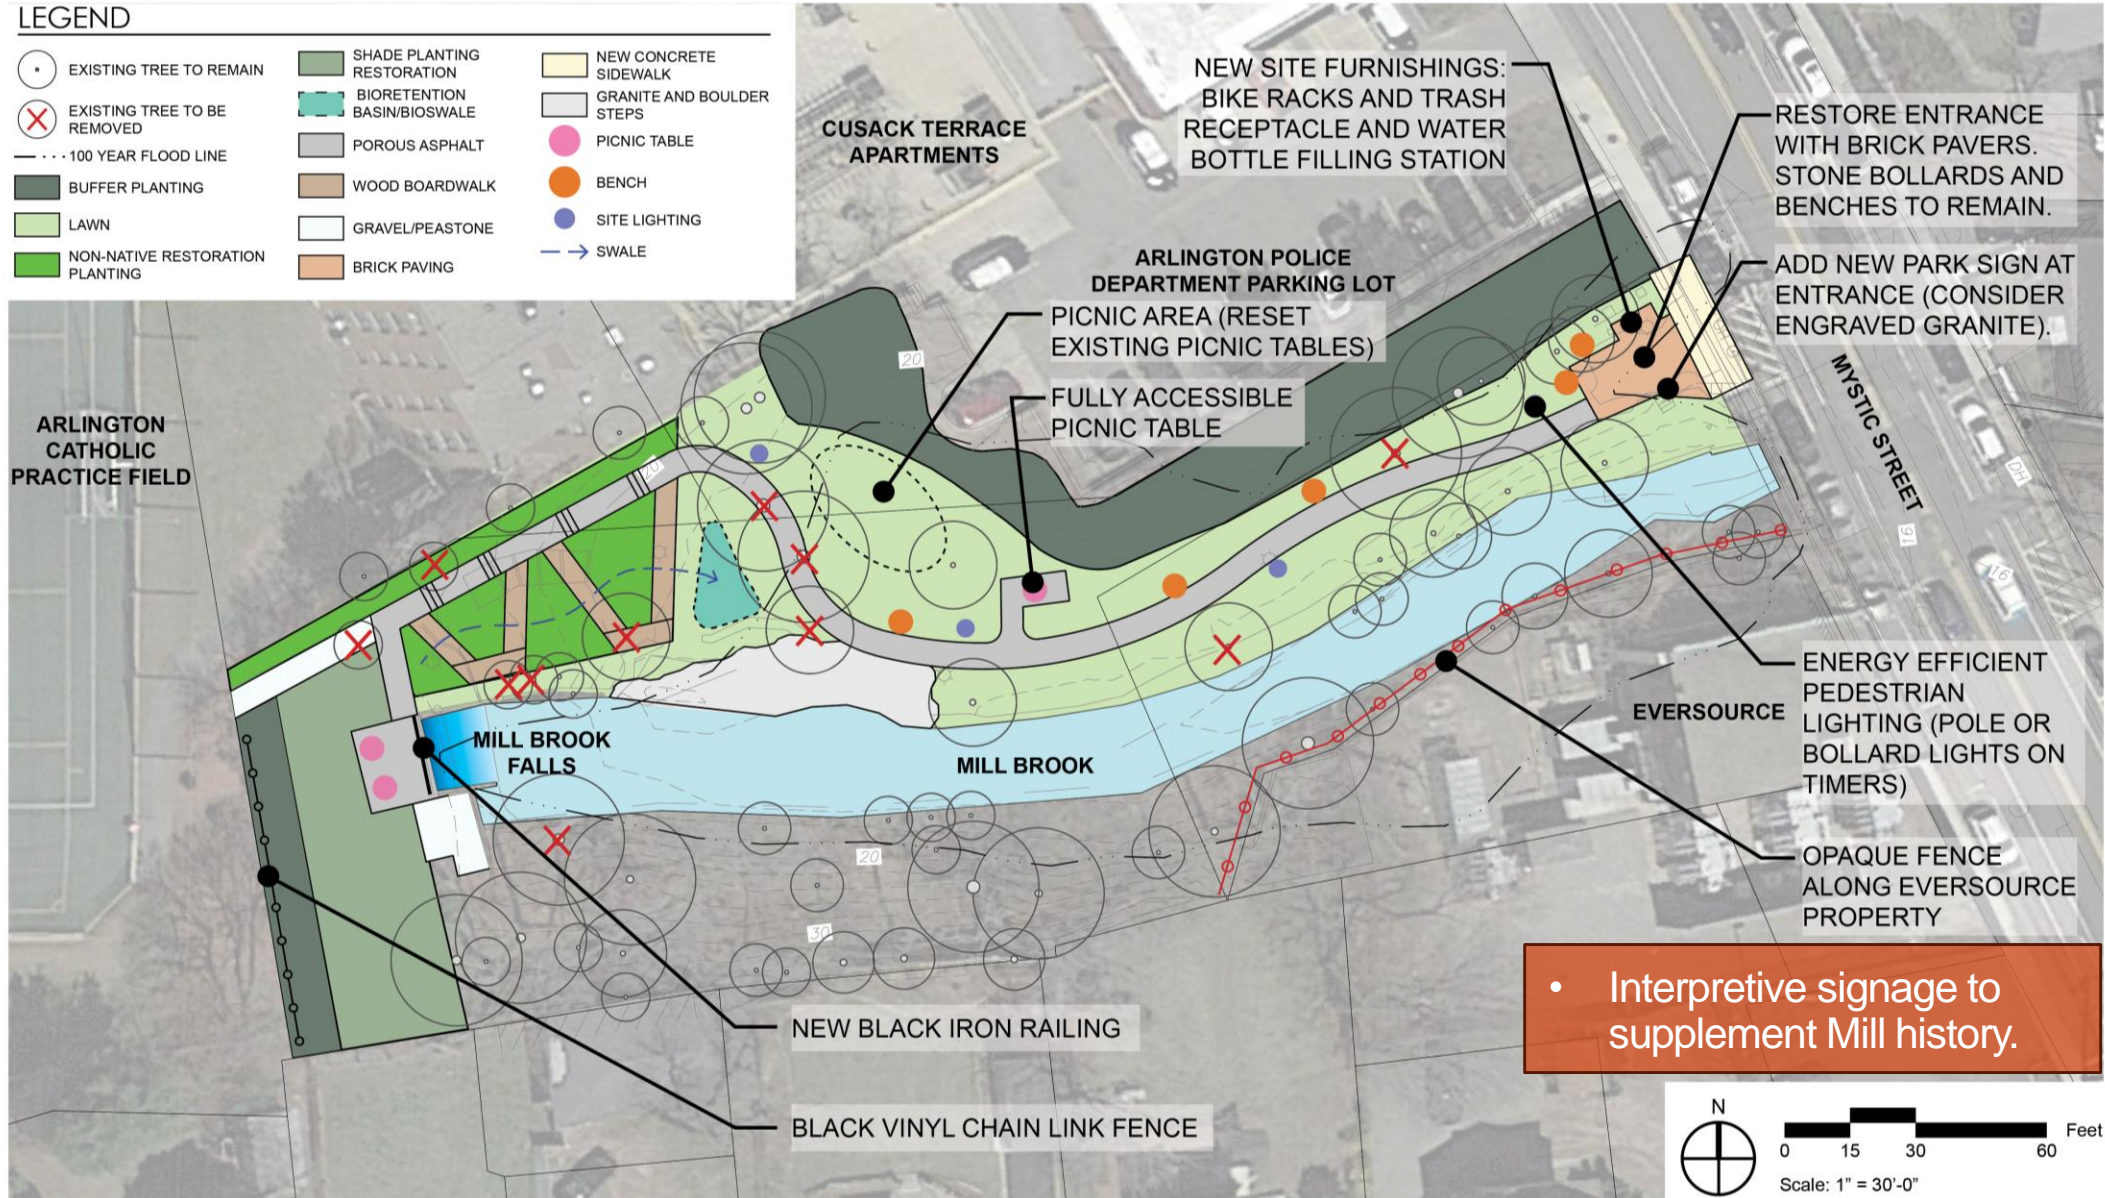 LEGEND
EXISTING TREE TO REMAIN
EXISTING TREE TO BE
REMOVED
100 YEAR FLOOD LINE
BUFFER PLANTING
LAWN
NON-NATIVE RESTORATION
PLANTING
SHADE PLANTING
RESTORATION
BIORETENTION
BASIN/BIOSWALE
POROUS ASPHALT
WOOD BOARDWALK
GRAVEL/PEASTONE
BRICK PAVING
NEW CONCRETE
SIDEWALK
GRANITE AND BOULDER
STEPS
PICNIC TABLE
BENCH
SITE LIGHTING
SWALE
CUSACK TERRACE
APARTMENTS
NEW SITE FURNISHINGS:
BIKE RACKS AND TRASH
RECEPTACLE AND WATER
BOTTLE FILLING STATION
RESTORE ENTRANCE
WITH BRICK PAVERS.
STONE BOLLARDS AND
BENCHES TO REMAIN.
ARLINGTON POLICE
DEPARTMENT PARKING LOT
ADD NEW PARK SIGN AT
ENTRANCE (CONSIDER
ENGRAVED GRANITE).
PICNIC AREA (RESET
EXISTING PICNIC TABLES)
FULLY ACCESSIBLE
PICNIC TABLE
20
MYSTIC STREET
DH
16
16
ARLINGTON
CATHOLIC
PRACTICE FIELD
20
ENERGY EFFICIENT
PEDESTRIAN
LIGHTING (POLE OR
BOLLARD LIGHTS ON
TIMERS)
EVERSOURCE
MILL BROOK
FALLS
MILL BROOK
OPAQUE FENCE
ALONG EVERSOURCE
PROPERTY
20
30
• Interpretive signage to
supplement Mill history.
NEW BLACK IRON RAILING
BLACK VINYL CHAIN LINK FENCE
N
0 15 30 60
Feet
Scale: 1" = 30'-0"